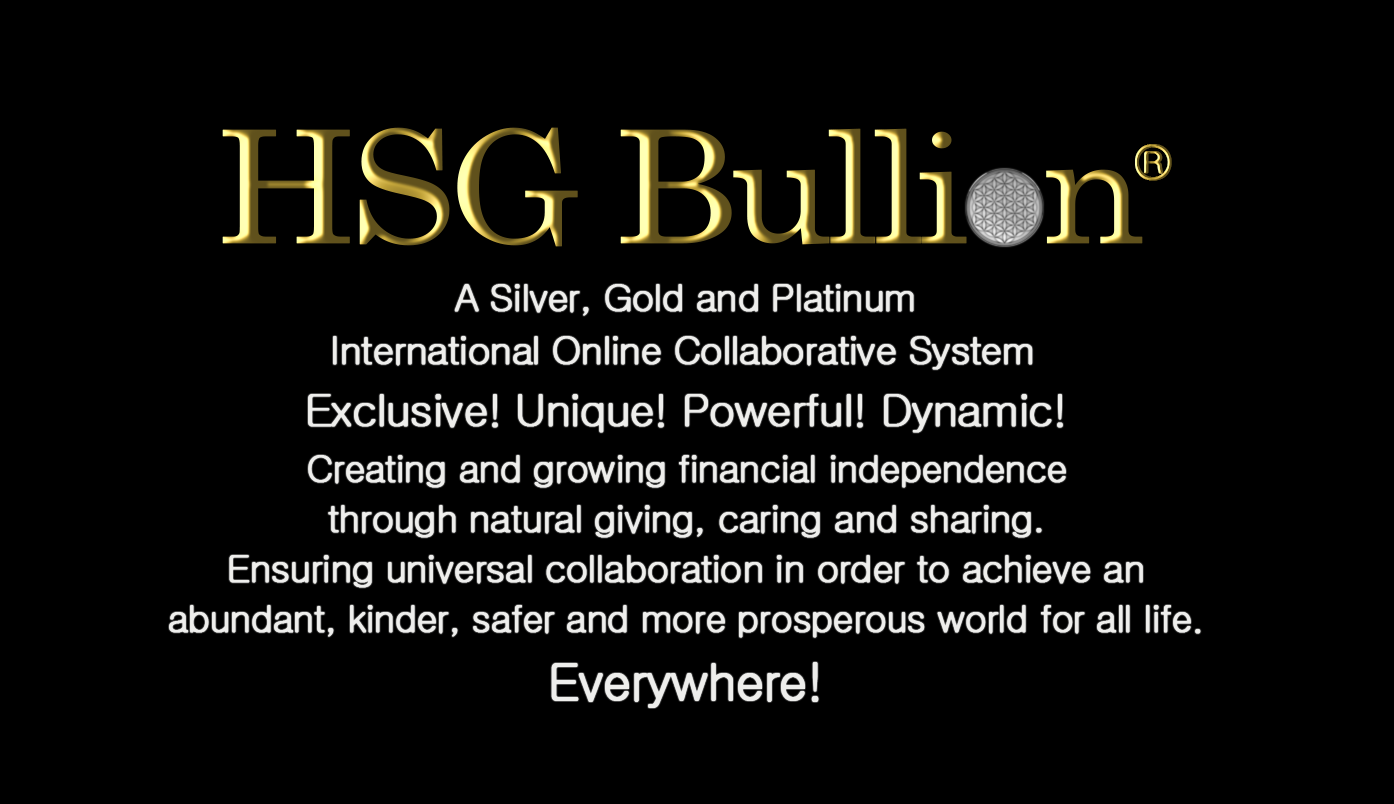 HSG Bullion®
A Silver, Gold and Platinum
International Online Collaborative System
Exclusive! Unique! Powerful! Dynamic!
Creating and growing financial independence
through natural giving, caring and sharing.
Ensuring universal collaboration in order to achieve an
abundant, kinder, safer and more prosperous world for all life.
Everywhere!